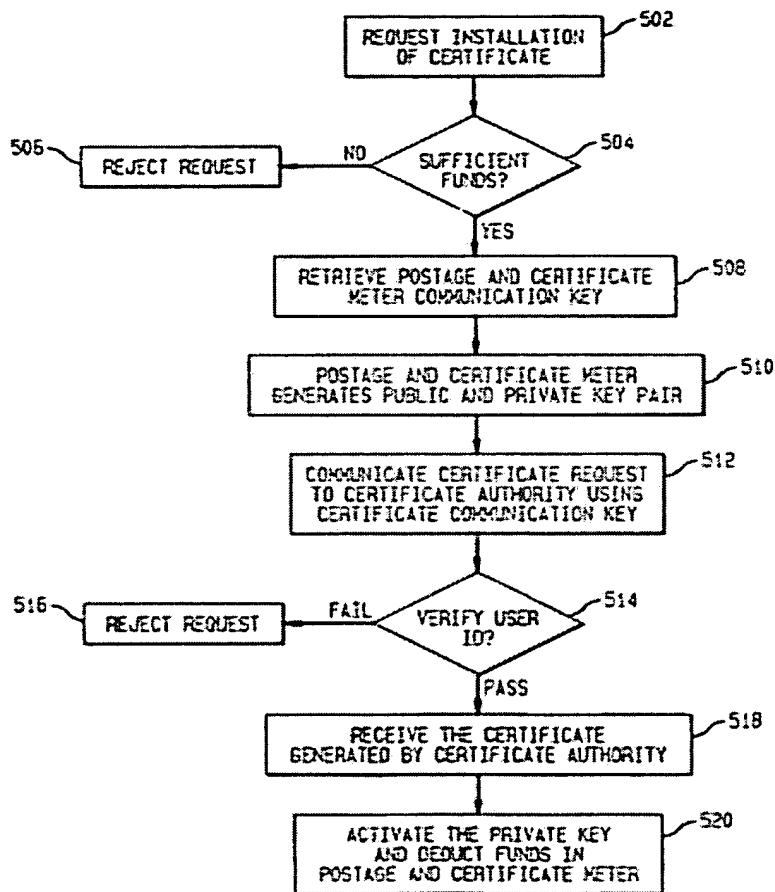 REQUEST INSTALLATION
OF CERTIFICATE
502
SUFFICIENT
FUNDS?
504
NO
REJECT REQUEST
506
YES
RETRIEVE POSTAGE AND CERTIFICATE
METER COMMUNICATION KEY
508
POSTAGE AND CERTIFICATE METER
GENERATES PUBLIC AND PRIVATE KEY PAIR
510
COMMUNICATE CERTIFICATE REQUEST
TO CERTIFICATE AUTHORITY USING
CERTIFICATE COMMUNICATION KEY
512
VERIFY USER
ID?
514
FAIL
REJECT REQUEST
516
PASS
RECEIVE THE CERTIFICATE
GENERATED BY CERTIFICATE AUTHORITY
518
ACTIVATE THE PRIVATE KEY
AND DEDUCT FUNDS IN
POSTAGE AND CERTIFICATE METER
520